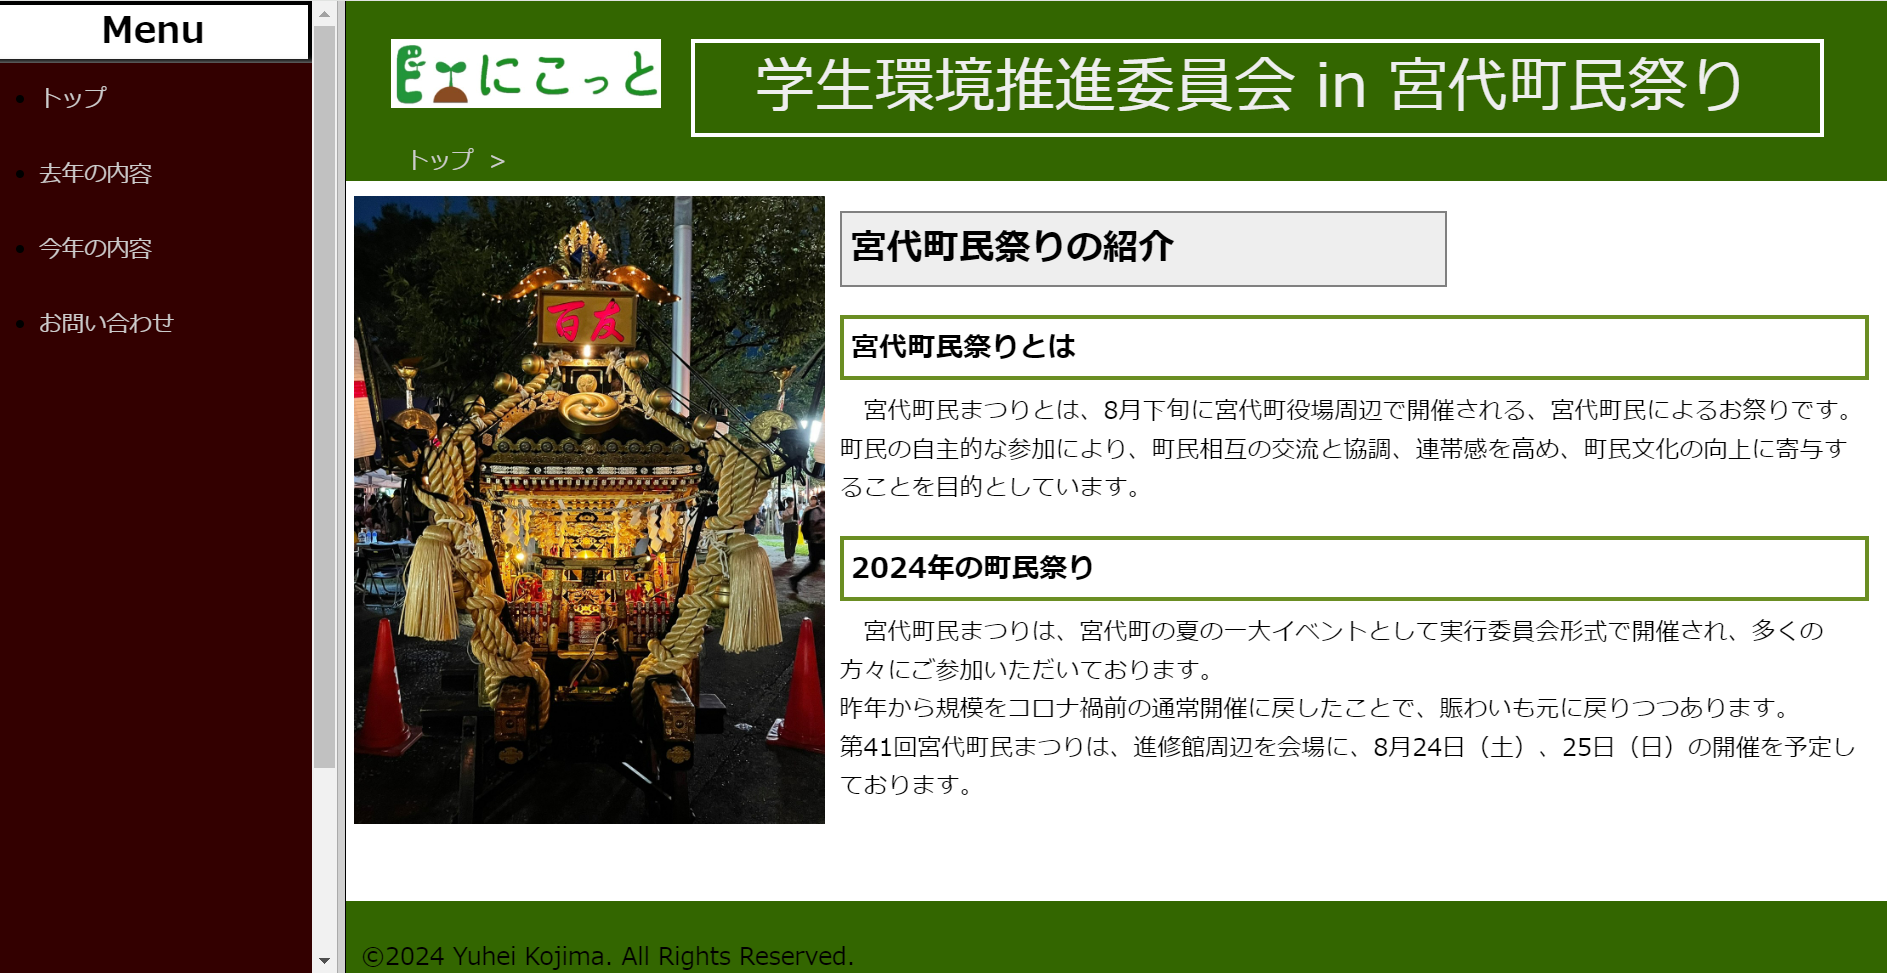 Menu
トップ
去年の内容
今年の内容
お問い合わせ
にこっと
学生環境推進委員会 in 宮代町民祭り
トップ >
百友
宮代町民祭りの紹介
宮代町民祭りとは
宮代町民まつりとは、8月下旬に宮代町役場周辺で開催される、宮代町民によるお祭りです。
町民の自主的な参加により、町民相互の交流と協調、連帯感を高め、町民文化の向上に寄与す
ることを目的としています。
2024年の町民祭り
宮代町民まつりは、宮代町の夏の一大イベントとして実行委員会形式で開催され、多くの
方々にご参加いただいております。
昨年から規模をコロナ禍前の通常開催に戻したことで、賑わいも元に戻りつつあります。
第41回宮代町民まつりは、進修館周辺を会場に、8月24日（土）、25日（日）の開催を予定し
ております。
©2024 Yuhei Kojima. All Rights Reserved.